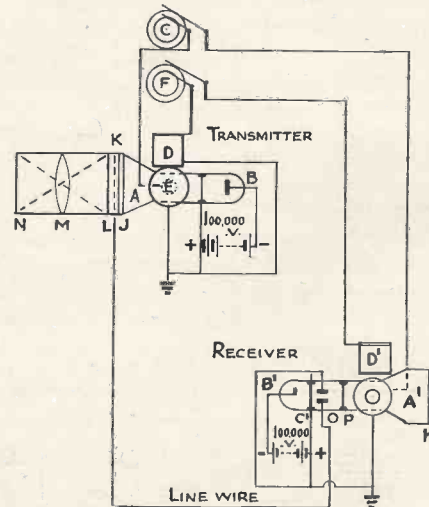 C
F
TRANSMITTER
K
D
A
E
B
N M L J
100,000
+ V. -
RECEIVER
D'
B'
A'
C'
O P
H
100,000
- V. +
LINE WIRE